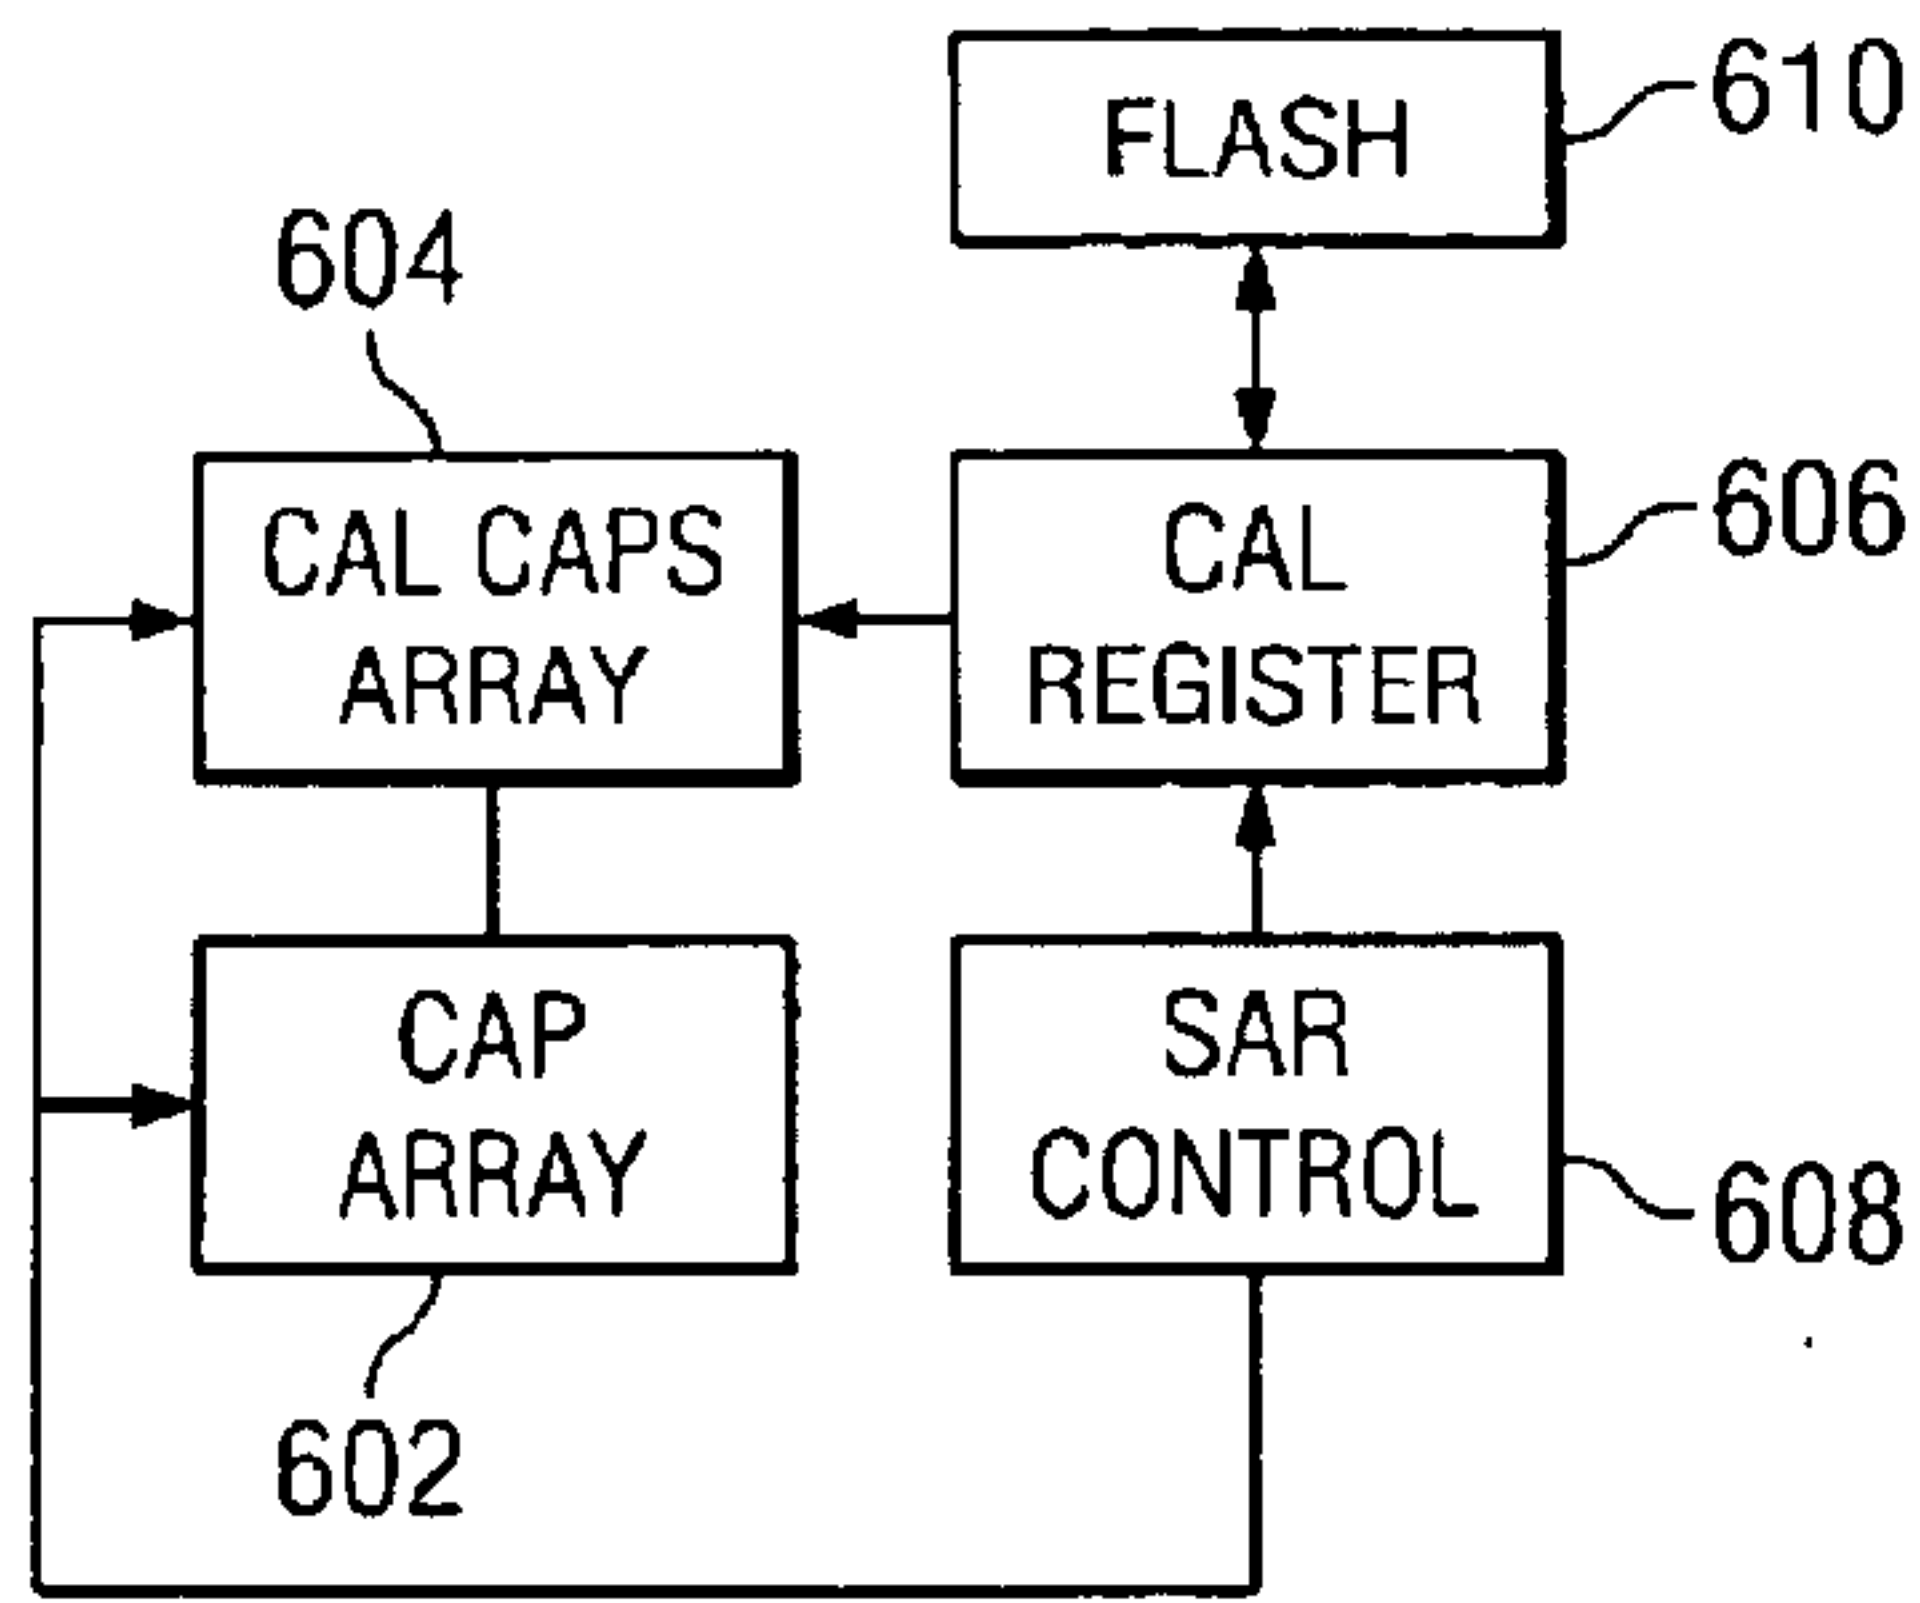 FLASH
610
604
CAL CAPS
ARRAY
CAL
REGISTER
606
CAP
ARRAY
SAR
CONTROL
608
602